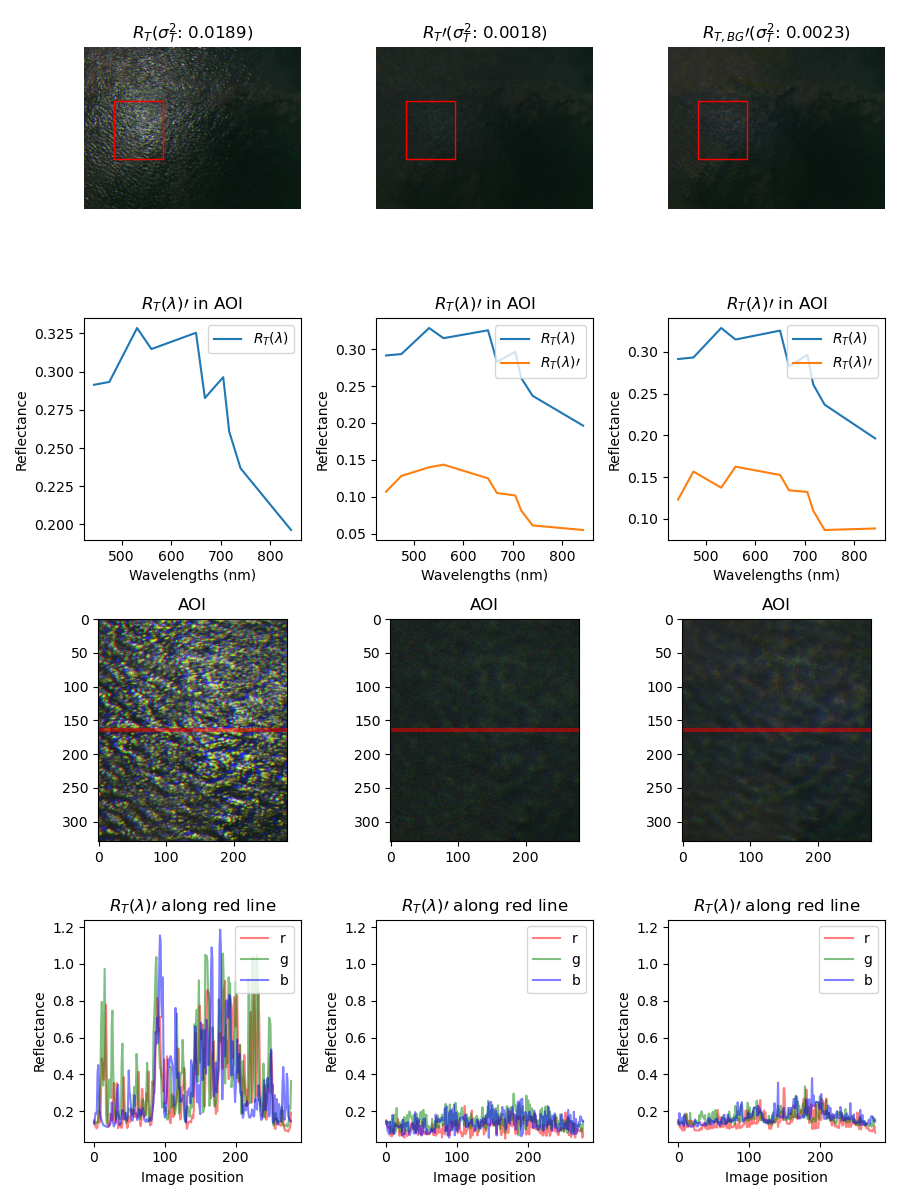 R_T(σ_T^2: 0.0189) R_T′(σ_T^2: 0.0018) R_{T,BG}′(σ_T^2: 0.0023)
R_T(λ)′ in AOI R_T(λ)′ in AOI R_T(λ)′ in AOI
R_T(λ) R_T(λ) R_T(λ)
R_T(λ)′ R_T(λ)′
0.325 0.300 0.275 0.250 0.225 0.200
0.30 0.25 0.20 0.15 0.10 0.05
0.30 0.25 0.20 0.15 0.10
Reflectance Reflectance Reflectance
500 600 700 800 500 600 700 800 500 600 700 800
Wavelengths (nm) Wavelengths (nm) Wavelengths (nm)
AOI AOI AOI
0 50 100 150 200 250 300
0 50 100 150 200 250 300
0 50 100 150 200 250 300
0 100 200 0 100 200 0 100 200
R_T(λ)′ along red line R_T(λ)′ along red line R_T(λ)′ along red line
r r r
g g g
b b b
1.2 1.0 0.8 0.6 0.4 0.2
1.2 1.0 0.8 0.6 0.4 0.2
1.2 1.0 0.8 0.6 0.4 0.2
Reflectance Reflectance Reflectance
0 100 200 0 100 200 0 100 200
Image position Image position Image position